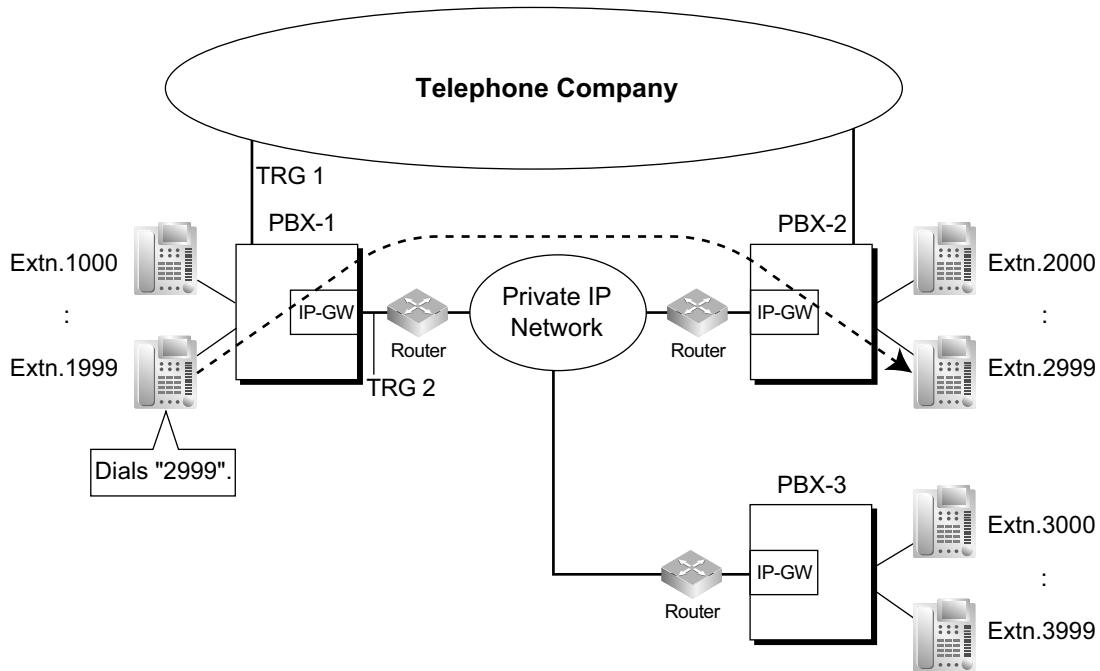 Telephone Company
TRG 1
PBX-1
PBX-2
Extn.1000
:
Extn.1999
IP-GW
Router
TRG 2
Private IP
Network
Router
IP-GW
Extn.2000
:
Extn.2999
Dials "2999".
PBX-3
Router
IP-GW
Extn.3000
:
Extn.3999